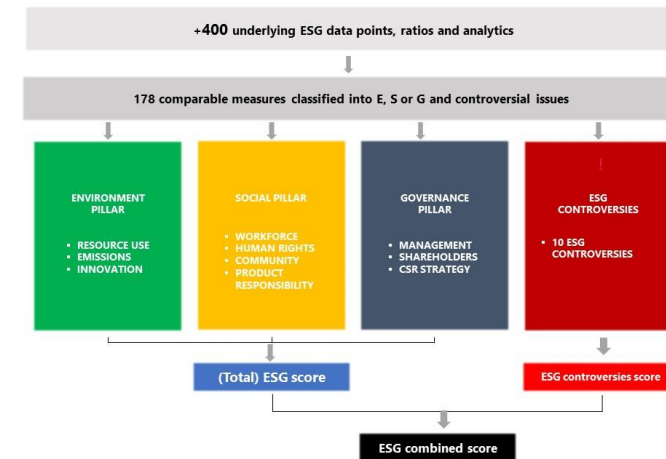 +400 underlying ESG data points, ratios and analytics
178 comparable measures classified into E, S or G and controversial issues
ENVIRONMENT
PILLAR
▪ RESOURCE USE
▪ EMISSIONS
▪ INNOVATION
SOCIAL PILLAR
▪ WORKFORCE
▪ HUMAN RIGHTS
▪ COMMUNITY
▪ PRODUCT
RESPONSIBILITY
GOVERNANCE
PILLAR
▪ MANAGEMENT
▪ SHAREHOLDERS
▪ CSR STRATEGY
!
ESG
CONTROVERSIES
▪ 10 ESG
CONTROVERSIES
(Total) ESG score
ESG controversies score
ESG combined score